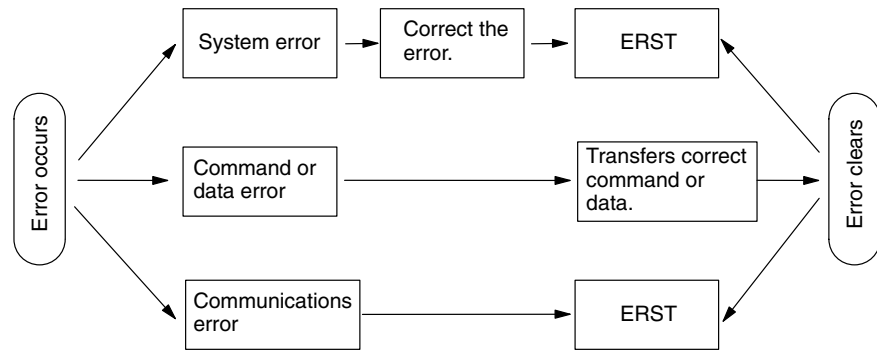 Error occurs
System error
Correct the
error.
ERST
Command or
data error
Transfers correct
command or
data.
Communications
error
ERST
Error clears